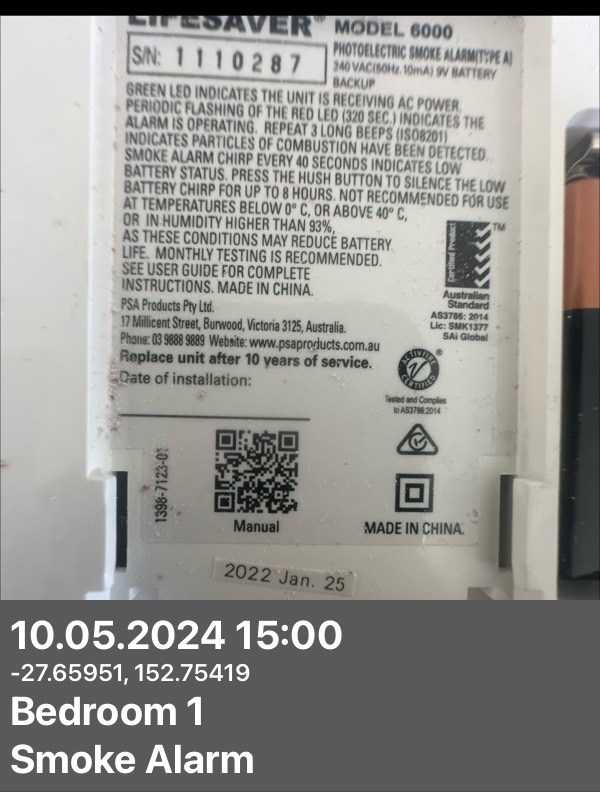 LIFESAVER® MODEL 6000
S/N: 1110287
PHOTOELECTRIC SMOKE ALARM(TYPE A)
240 VAC(50Hz, 10mA) 9V BATTERY
BACKUP
GREEN LED INDICATES THE UNIT IS RECEIVING AC POWER.
PERIODIC FLASHING OF THE RED LED (320 SEC.) INDICATES THE
ALARM IS OPERATING. REPEAT 3 LONG BEEPS (ISO8201)
INDICATES PARTICLES OF COMBUSTION HAVE BEEN DETECTED.
SMOKE ALARM CHIRP EVERY 40 SECONDS INDICATES LOW
BATTERY STATUS. PRESS THE HUSH BUTTON TO SILENCE THE LOW
BATTERY CHIRP FOR UP TO 8 HOURS. NOT RECOMMENDED FOR USE
AT TEMPERATURES BELOW 0° C, OR ABOVE 40° C,
OR IN HUMIDITY HIGHER THAN 93%,
AS THESE CONDITIONS MAY REDUCE BATTERY
LIFE. MONTHLY TESTING IS RECOMMENDED.
SEE USER GUIDE FOR COMPLETE
INSTRUCTIONS. MADE IN CHINA.
Certified Product
TM
Australian
Standard
AS3786: 2014
Lic: SMK1377
SAi Global
PSA Products Pty Ltd.
17 Millicent Street, Burwood, Victoria 3125, Australia.
Phone: 03 9888 9889 Website: www.psaproducts.com.au
Replace unit after 10 years of service.
Date of installation:
ACTIVFIRE
CERTIFIED
®
Tested and Complies
to AS3786:2014
1398-7123-01
Manual
MADE IN CHINA.
2022 Jan. 25
10.05.2024 15:00
-27.65951, 152.75419
Bedroom 1
Smoke Alarm